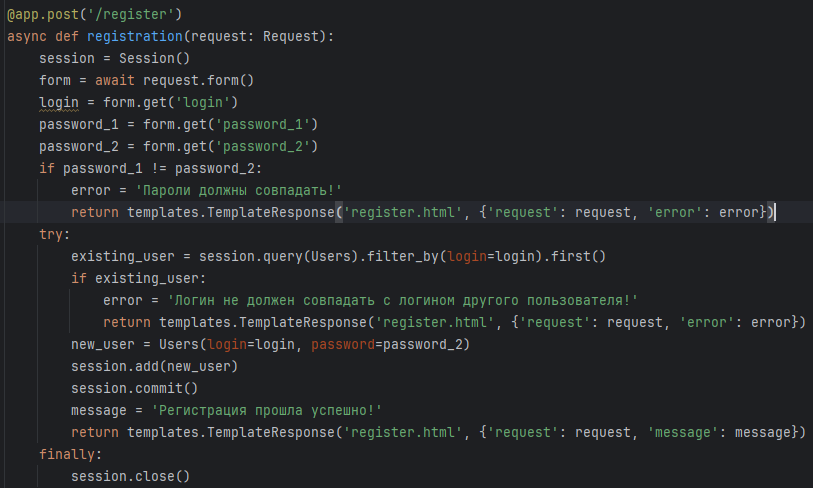 @app.post('/register')
async def registration(request: Request):
    session = Session()
    form = await request.form()
    login = form.get('login')
    password_1 = form.get('password_1')
    password_2 = form.get('password_2')
    if password_1 != password_2:
        error = 'Пароли должны совпадать!'
        return templates.TemplateResponse('register.html', {'request': request, 'error': error})
    try:
        existing_user = session.query(Users).filter_by(login=login).first()
        if existing_user:
            error = 'Логин не должен совпадать с логином другого пользователя!'
            return templates.TemplateResponse('register.html', {'request': request, 'error': error})
        new_user = Users(login=login, password=password_2)
        session.add(new_user)
        session.commit()
        message = 'Регистрация прошла успешно!'
        return templates.TemplateResponse('register.html', {'request': request, 'message': message})
    finally:
        session.close()